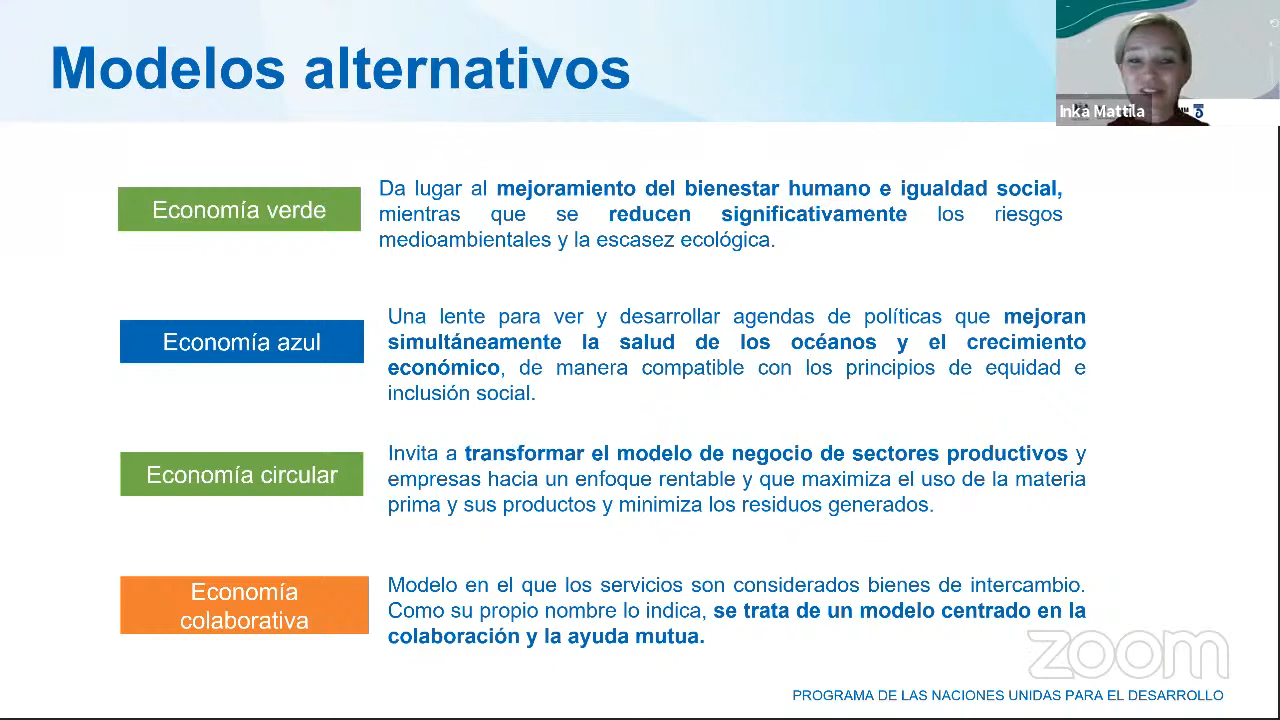 Modelos alternativos
Inka Mattila
Economía verde
Da lugar al mejoramiento del bienestar humano e igualdad social,
mientras que se reducen significativamente los riesgos
medioambientales y la escasez ecológica.
Economía azul
Una lente para ver y desarrollar agendas de políticas que mejoran
simultáneamente la salud de los océanos y el crecimiento
económico, de manera compatible con los principios de equidad e
inclusión social.
Economía circular
Invita a transformar el modelo de negocio de sectores productivos y
empresas hacia un enfoque rentable y que maximiza el uso de la materia
prima y sus productos y minimiza los residuos generados.
Economía
colaborativa
Modelo en el que los servicios son considerados bienes de intercambio.
Como su propio nombre lo indica, se trata de un modelo centrado en la
colaboración y la ayuda mutua.
zoom
PROGRAMA DE LAS NACIONES UNIDAS PARA EL DESARROLLO